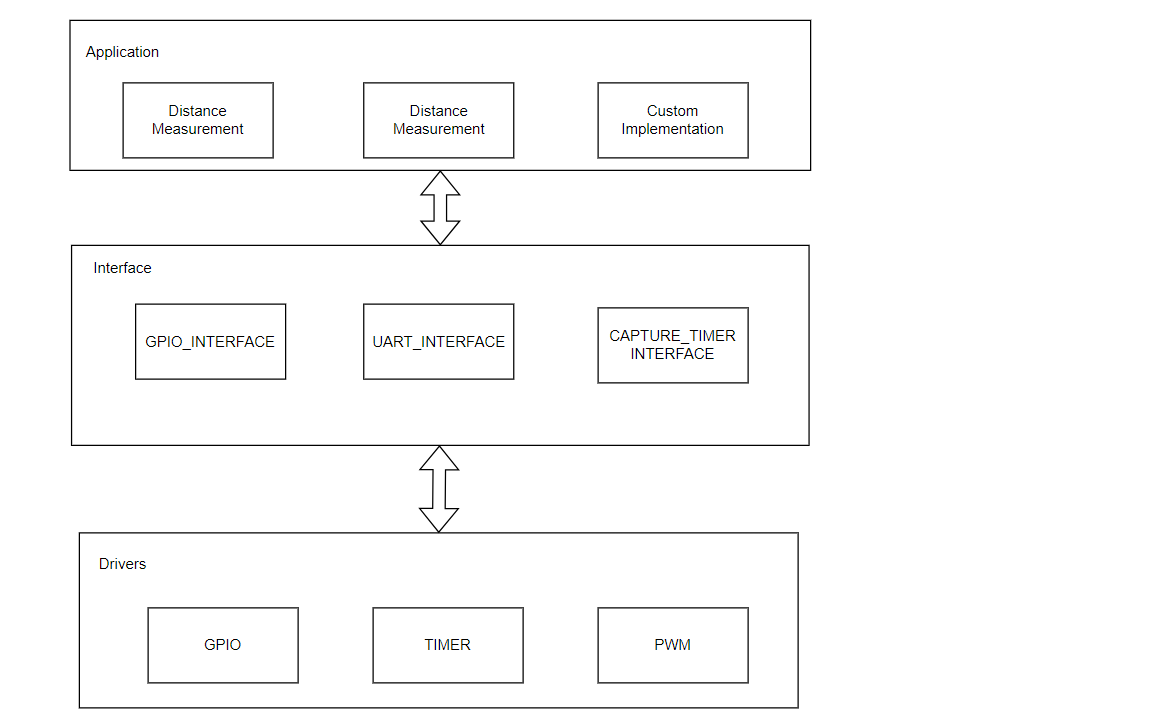 Application
Distance
Measurement
Distance
Measurement
Custom
Implementation
Interface
GPIO_INTERFACE
UART_INTERFACE
CAPTURE_TIMER
INTERFACE
Drivers
GPIO
TIMER
PWM